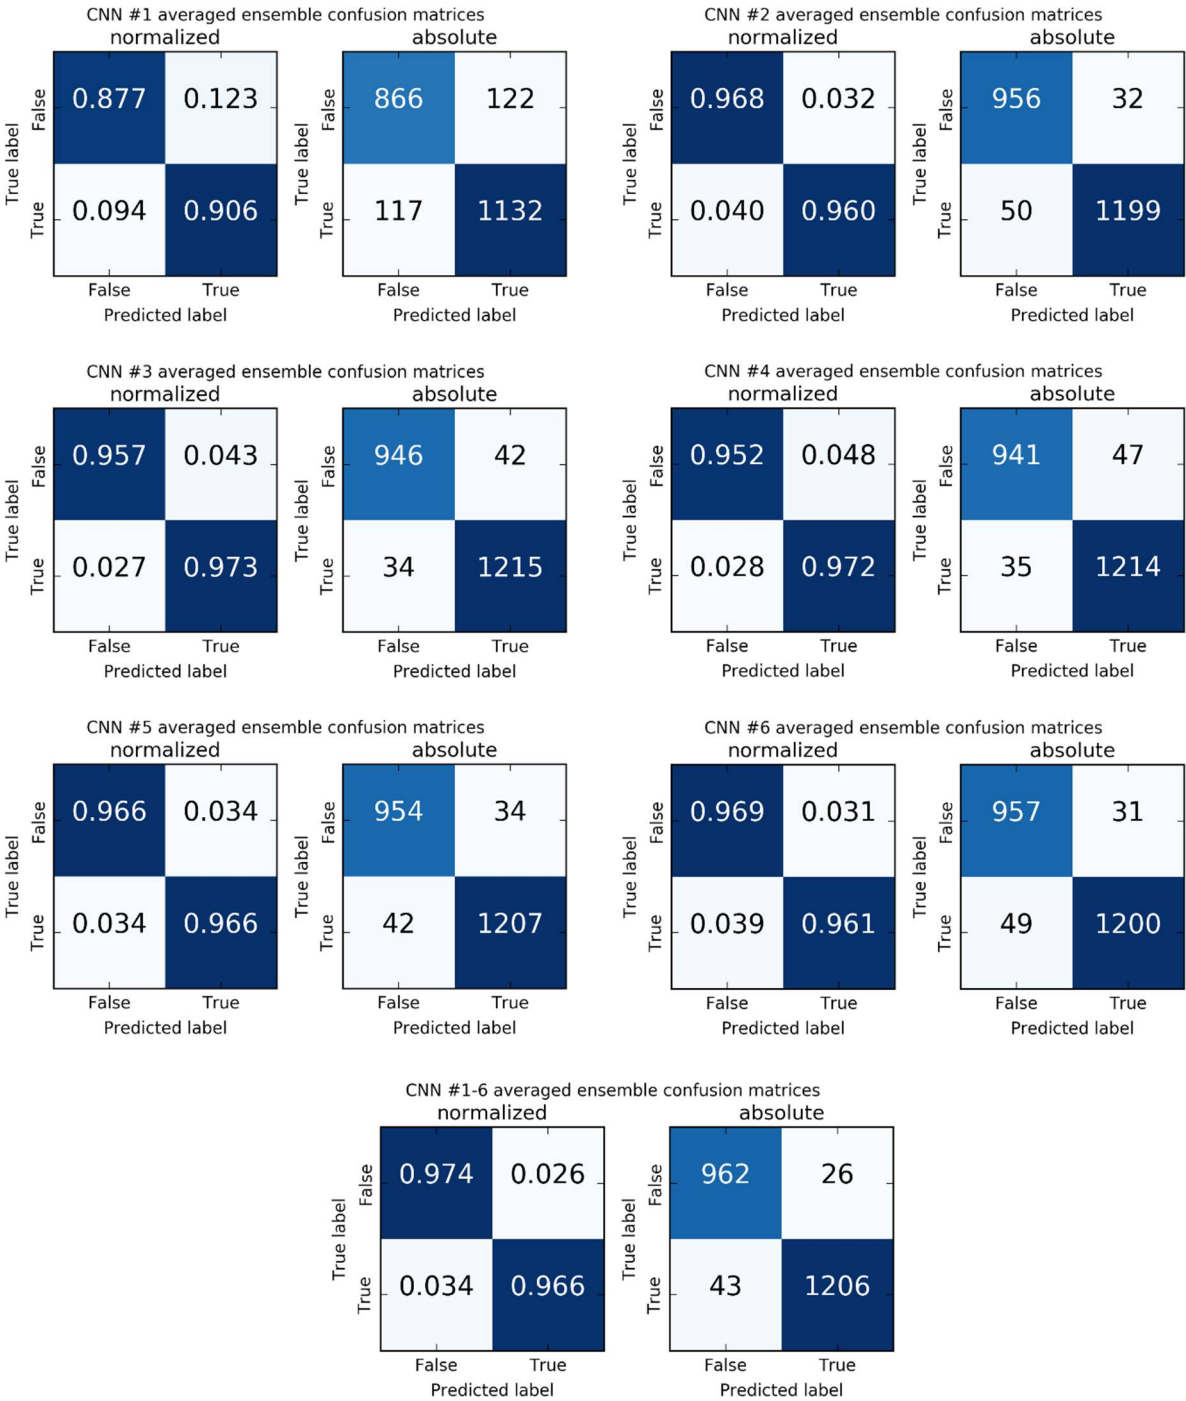 CNN #1 averaged ensemble confusion matrices
normalized
absolute
True label
False
True
0.877 0.123
0.094 0.906
False True
Predicted label
True label
False
True
866 122
117 1132
False True
Predicted label
CNN #2 averaged ensemble confusion matrices
normalized
absolute
True label
False
True
0.968 0.032
0.040 0.960
False True
Predicted label
True label
False
True
956 32
50 1199
False True
Predicted label
CNN #3 averaged ensemble confusion matrices
normalized
absolute
True label
False
True
0.957 0.043
0.027 0.973
False True
Predicted label
True label
False
True
946 42
34 1215
False True
Predicted label
CNN #4 averaged ensemble confusion matrices
normalized
absolute
True label
False
True
0.952 0.048
0.028 0.972
False True
Predicted label
True label
False
True
941 47
35 1214
False True
Predicted label
CNN #5 averaged ensemble confusion matrices
normalized
absolute
True label
False
True
0.966 0.034
0.034 0.966
False True
Predicted label
True label
False
True
954 34
42 1207
False True
Predicted label
CNN #6 averaged ensemble confusion matrices
normalized
absolute
True label
False
True
0.969 0.031
0.039 0.961
False True
Predicted label
True label
False
True
957 31
49 1200
False True
Predicted label
CNN #1-6 averaged ensemble confusion matrices
normalized
absolute
True label
False
True
0.974 0.026
0.034 0.966
False True
Predicted label
True label
False
True
962 26
43 1206
False True
Predicted label